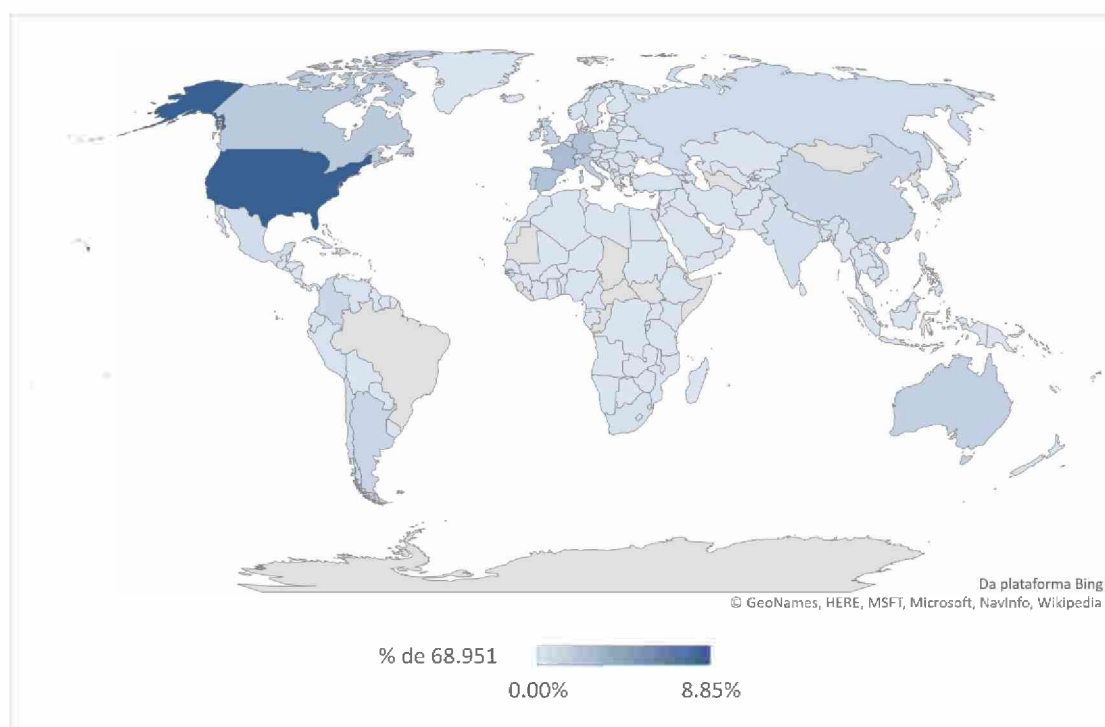 Da plataforma Bing
© GeoNames, HERE, MSFT, Microsoft, NavInfo, Wikipedia
% de 68.951
0.00%
8.85%